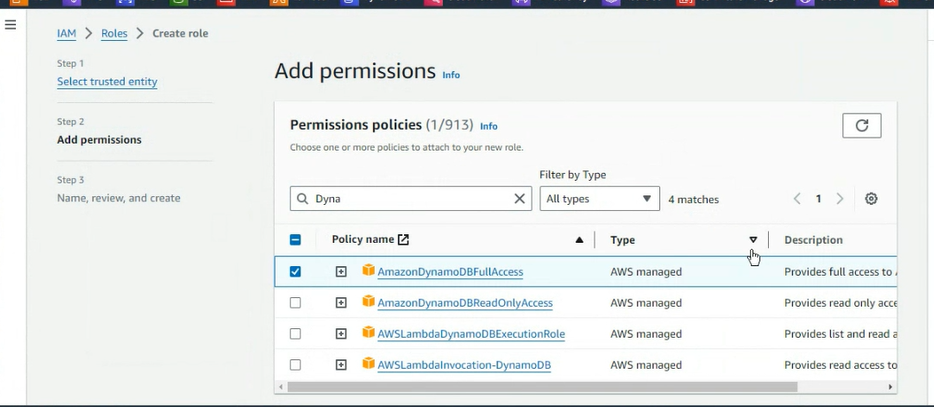 IAM > Roles > Create role
Step 1
Select trusted entity
Step 2
Add permissions
Step 3
Name, review, and create
Add permissions Info
Permissions policies (1/913) Info
Choose one or more policies to attach to your new role.
Filter by Type
Dyna
All types
4 matches
1
Policy name Type Description
AmazonDynamoDBFullAccess AWS managed Provides full access to
AmazonDynamoDBReadOnlyAccess AWS managed Provides read only acce
AWSLambdaDynamoDBExecutionRole AWS managed Provides list and read a
AWSLambdaInvocation-DynamoDB AWS managed Provides read access to